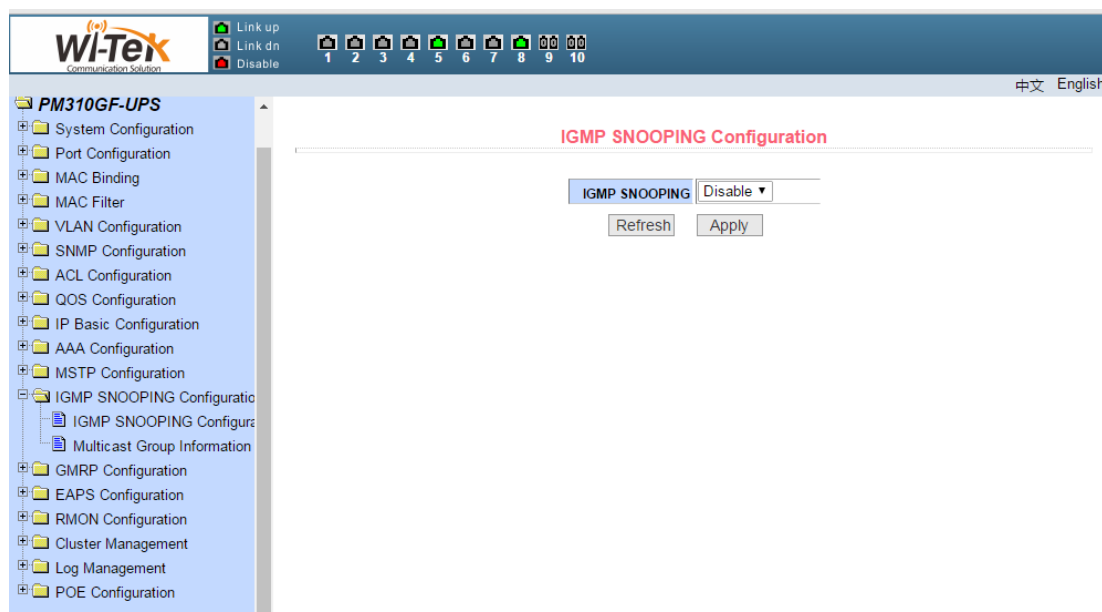 ((o))
Wi-Tek
Communication Solution
Link up
Link dn
Disable
1 2 3 4 5 6 7 8 9 10
中文 English
PM310GF-UPS
System Configuration
Port Configuration
MAC Binding
MAC Filter
VLAN Configuration
SNMP Configuration
ACL Configuration
QOS Configuration
IP Basic Configuration
AAA Configuration
MSTP Configuration
IGMP SNOOPING Configuratio
IGMP SNOOPING Configura
Multicast Group Information
GMRP Configuration
EAPS Configuration
RMON Configuration
Cluster Management
Log Management
POE Configuration
IGMP SNOOPING Configuration
IGMP SNOOPING Disable
Refresh Apply